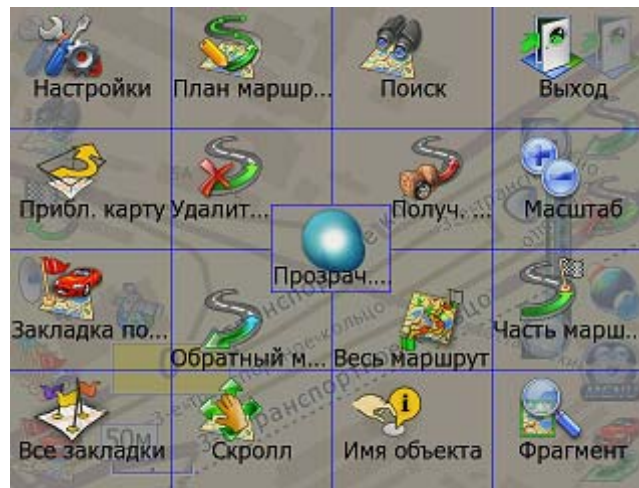 Настройки
План маршр...
Поиск
Выход
Прибл. карту
Удалит...
Получ. ...
Масштаб
Прозрач....
Закладка по...
Обратный м...
Весь маршрут
Часть марш...
Все закладки
Скролл
Имя объекта
Фрагмент
50м